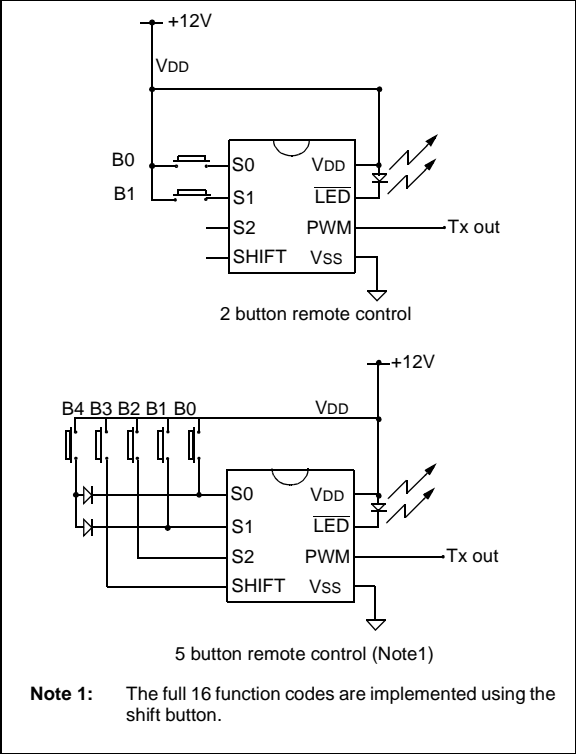 +12V
VDD
B0
B1
S0
S1
S2
SHIFT
VDD
LED
PWM
VSS
Tx out
2 button remote control
+12V
B4 B3 B2 B1 B0
VDD
S0
S1
S2
SHIFT
VDD
LED
PWM
VSS
Tx out
5 button remote control (Note1)
Note 1: The full 16 function codes are implemented using the
shift button.